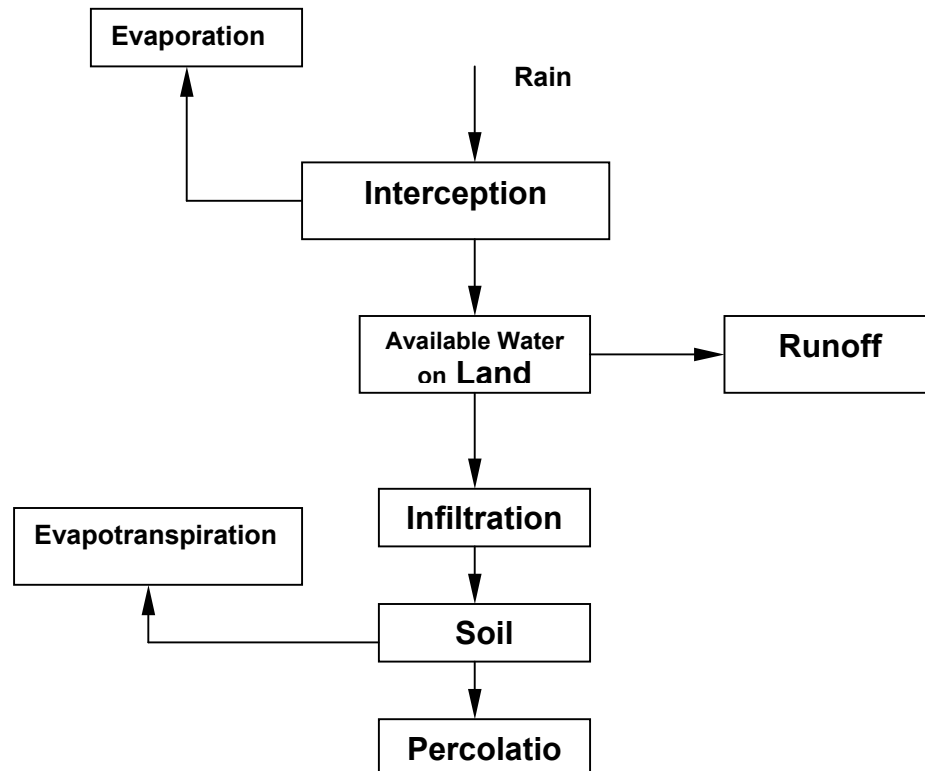 Evaporation
Rain
Interception
Available Water
on Land
Runoff
Infiltration
Evapotranspiration
Soil
Percolatio